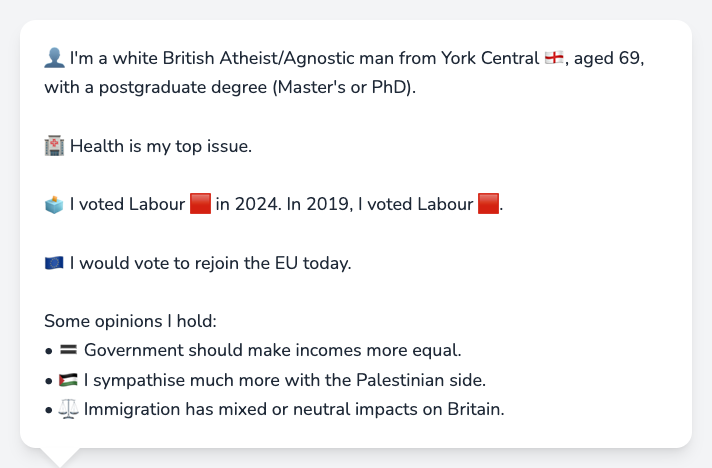 👤 I'm a white British Atheist/Agnostic man from York Central 🏴󠁧󠁢󠁥󠁮󠁧󠁿, aged 69,
with a postgraduate degree (Master's or PhD).
🏥 Health is my top issue.
🗳️ I voted Labour 🟥 in 2024. In 2019, I voted Labour 🟥.
🇪🇺 I would vote to rejoin the EU today.
Some opinions I hold:
• 🟰 Government should make incomes more equal.
• 🇵🇸 I sympathise much more with the Palestinian side.
• ⚖️ Immigration has mixed or neutral impacts on Britain.